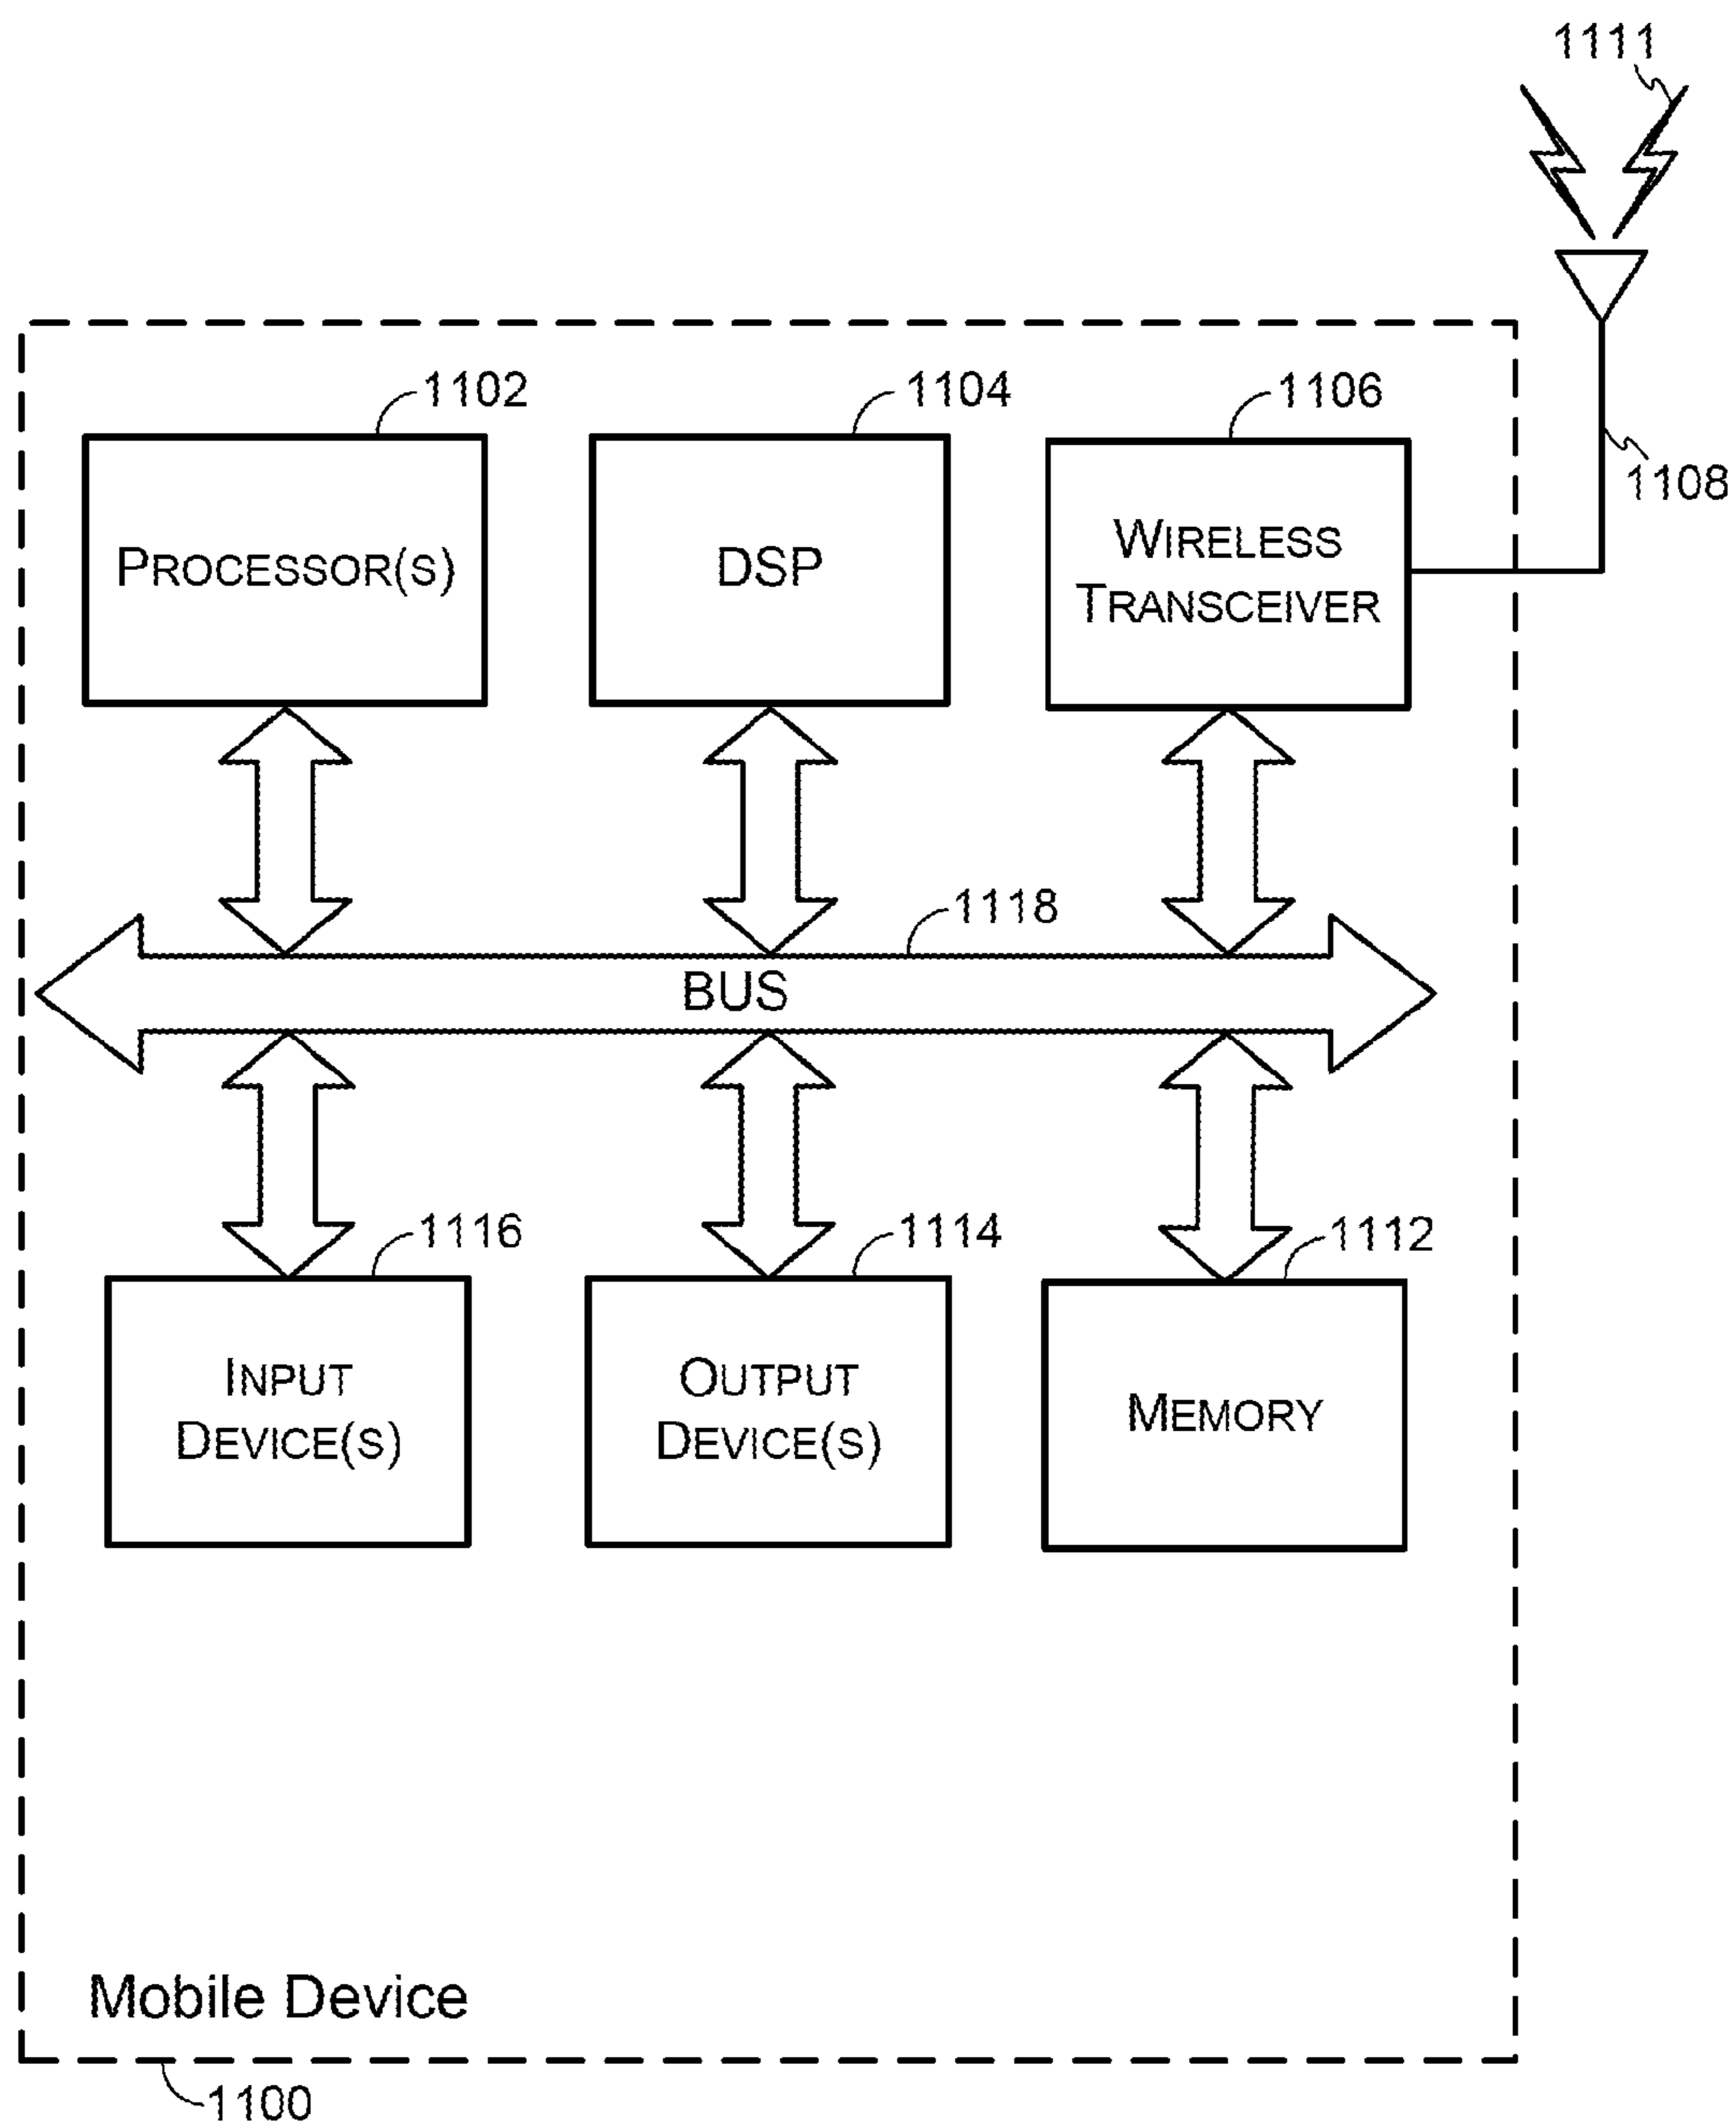 1111
1102
1104
1106
1108
PROCESSOR(S)
DSP
WIRELESS
TRANSCEIVER
1118
BUS
1116
1114
1112
INPUT
DEVICE(S)
OUTPUT
DEVICE(S)
MEMORY
Mobile Device
1100